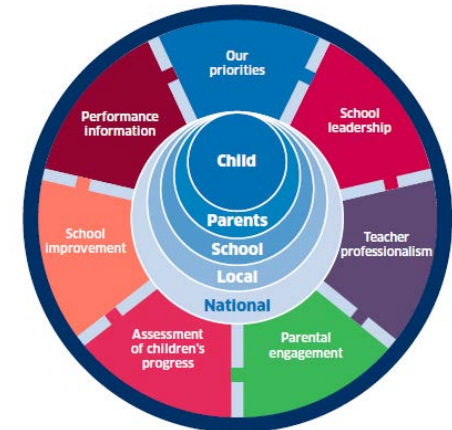 Our
priorities
School
leadership
Teacher
professionalism
Parental
engagement
Assessment
of children's
progress
School
improvement
Performance
information
Child
Parents
School
Local
National